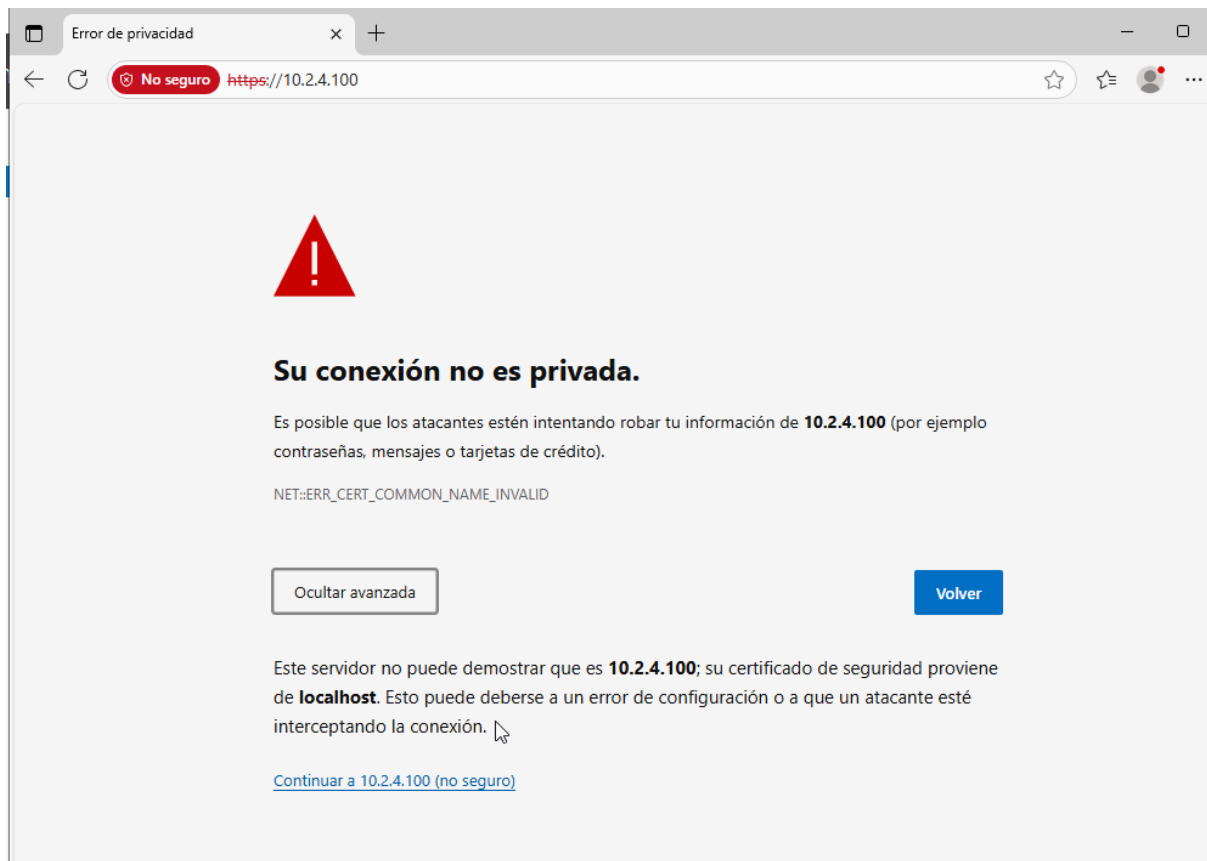 Error de privacidad
No seguro https://10.2.4.100
Su conexión no es privada.
Es posible que los atacantes estén intentando robar tu información de 10.2.4.100 (por ejemplo
contraseñas, mensajes o tarjetas de crédito).
NET::ERR_CERT_COMMON_NAME_INVALID
Ocultar avanzada
Volver
Este servidor no puede demostrar que es 10.2.4.100; su certificado de seguridad proviene
de localhost. Esto puede deberse a un error de configuración o a que un atacante esté
interceptando la conexión.
Continuar a 10.2.4.100 (no seguro)